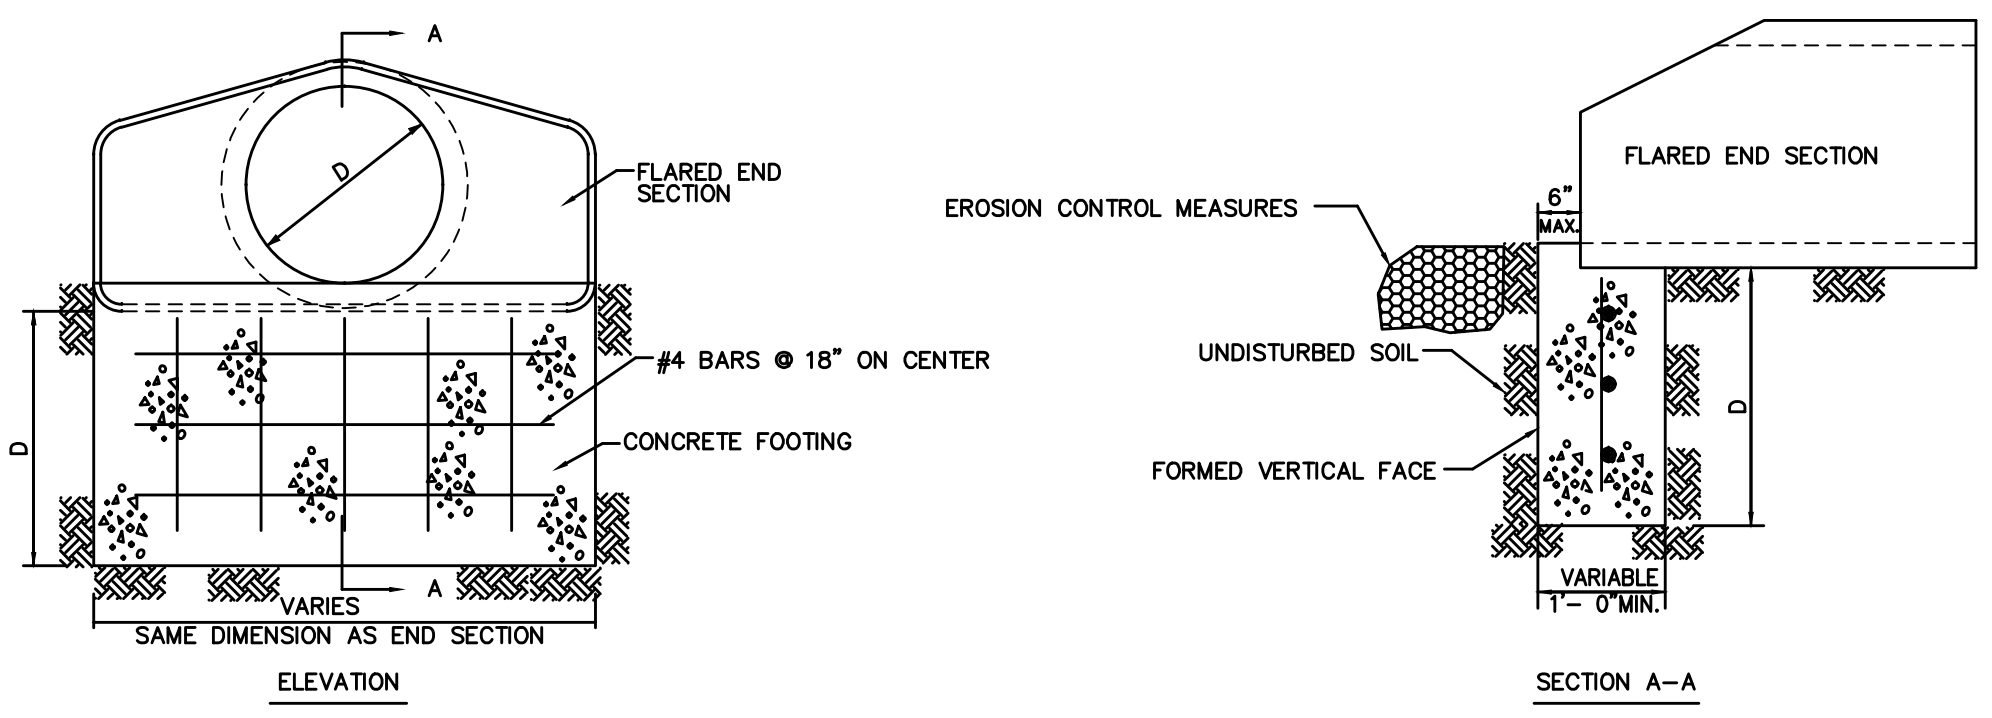 A
D
FLARED END
SECTION
#4 BARS @ 18" ON CENTER
CONCRETE FOOTING
D
A
VARIES
SAME DIMENSION AS END SECTION
ELEVATION
FLARED END SECTION
6"
MAX.
EROSION CONTROL MEASURES
UNDISTURBED SOIL
D
FORMED VERTICAL FACE
VARIABLE
1'- 0"MIN.
SECTION A-A